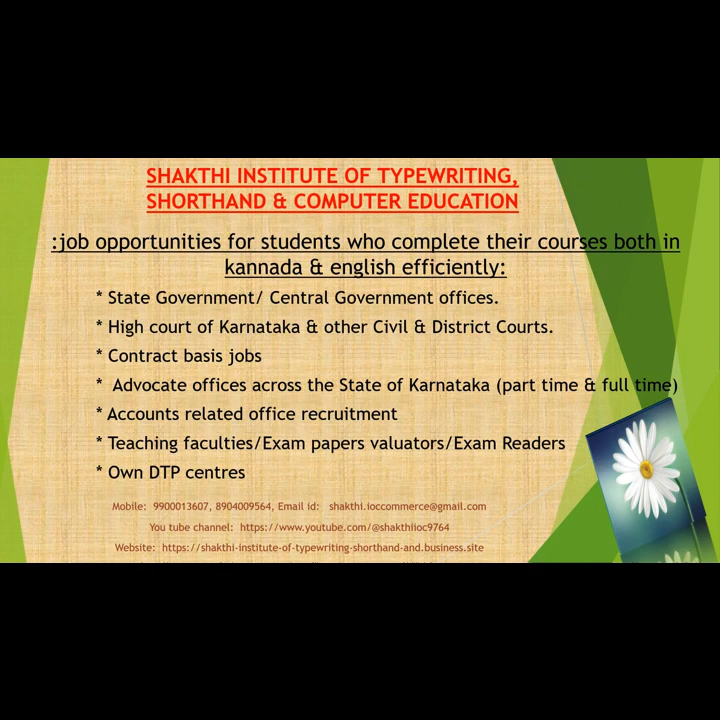 SHAKTHI INSTITUTE OF TYPEWRITING,
SHORTHAND & COMPUTER EDUCATION
:job opportunities for students who complete their courses both in
kannada & english efficiently:
* State Government/ Central Government offices.
* High court of Karnataka & other Civil & District Courts.
* Contract basis jobs
* Advocate offices across the State of Karnataka (part time & full time)
* Accounts related office recruitment
* Teaching faculties/Exam papers valuators/Exam Readers
* Own DTP centres
Mobile: 9900013607, 8904009564, Email id: shakthi.ioccommerce@gmail.com
You tube channel: https://www.youtube.com/@shakthiioc9764
Website: https://shakthi-institute-of-typewriting-shorthand-and.business.site